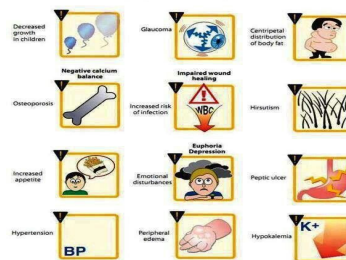 Decreased
growth
in children
Glaucoma
Centripetal
distribution
of body fat
Negative calcium
balance
Osteoporosis
Impaired wound
healing
Increased risk
of infection
WBC
Hirsutism
Increased
appetite
Euphoria
Depression
Emotional
disturbances
Peptic ulcer
Hypertension
BP
Peripheral
edema
Hypokalemia
K+